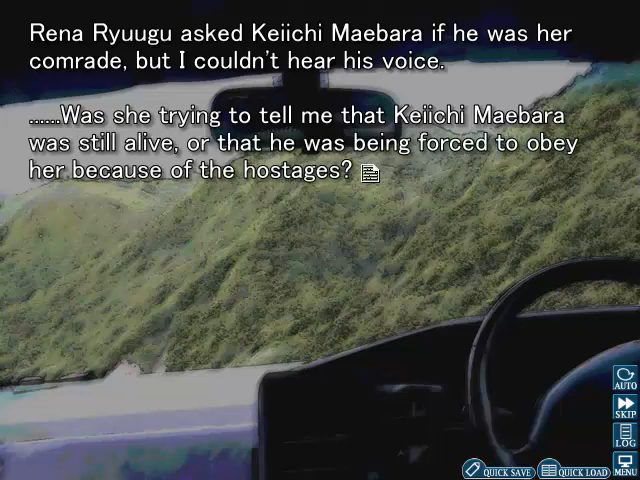 Rena Ryuugu asked Keiichi Maebara if he was her
comrade, but I couldn't hear his voice.
......Was she trying to tell me that Keiichi Maebara
was still alive, or that he was being forced to obey
her because of the hostages?
AUTO
SKIP
LOG
MENU
QUICK SAVE
QUICK LOAD